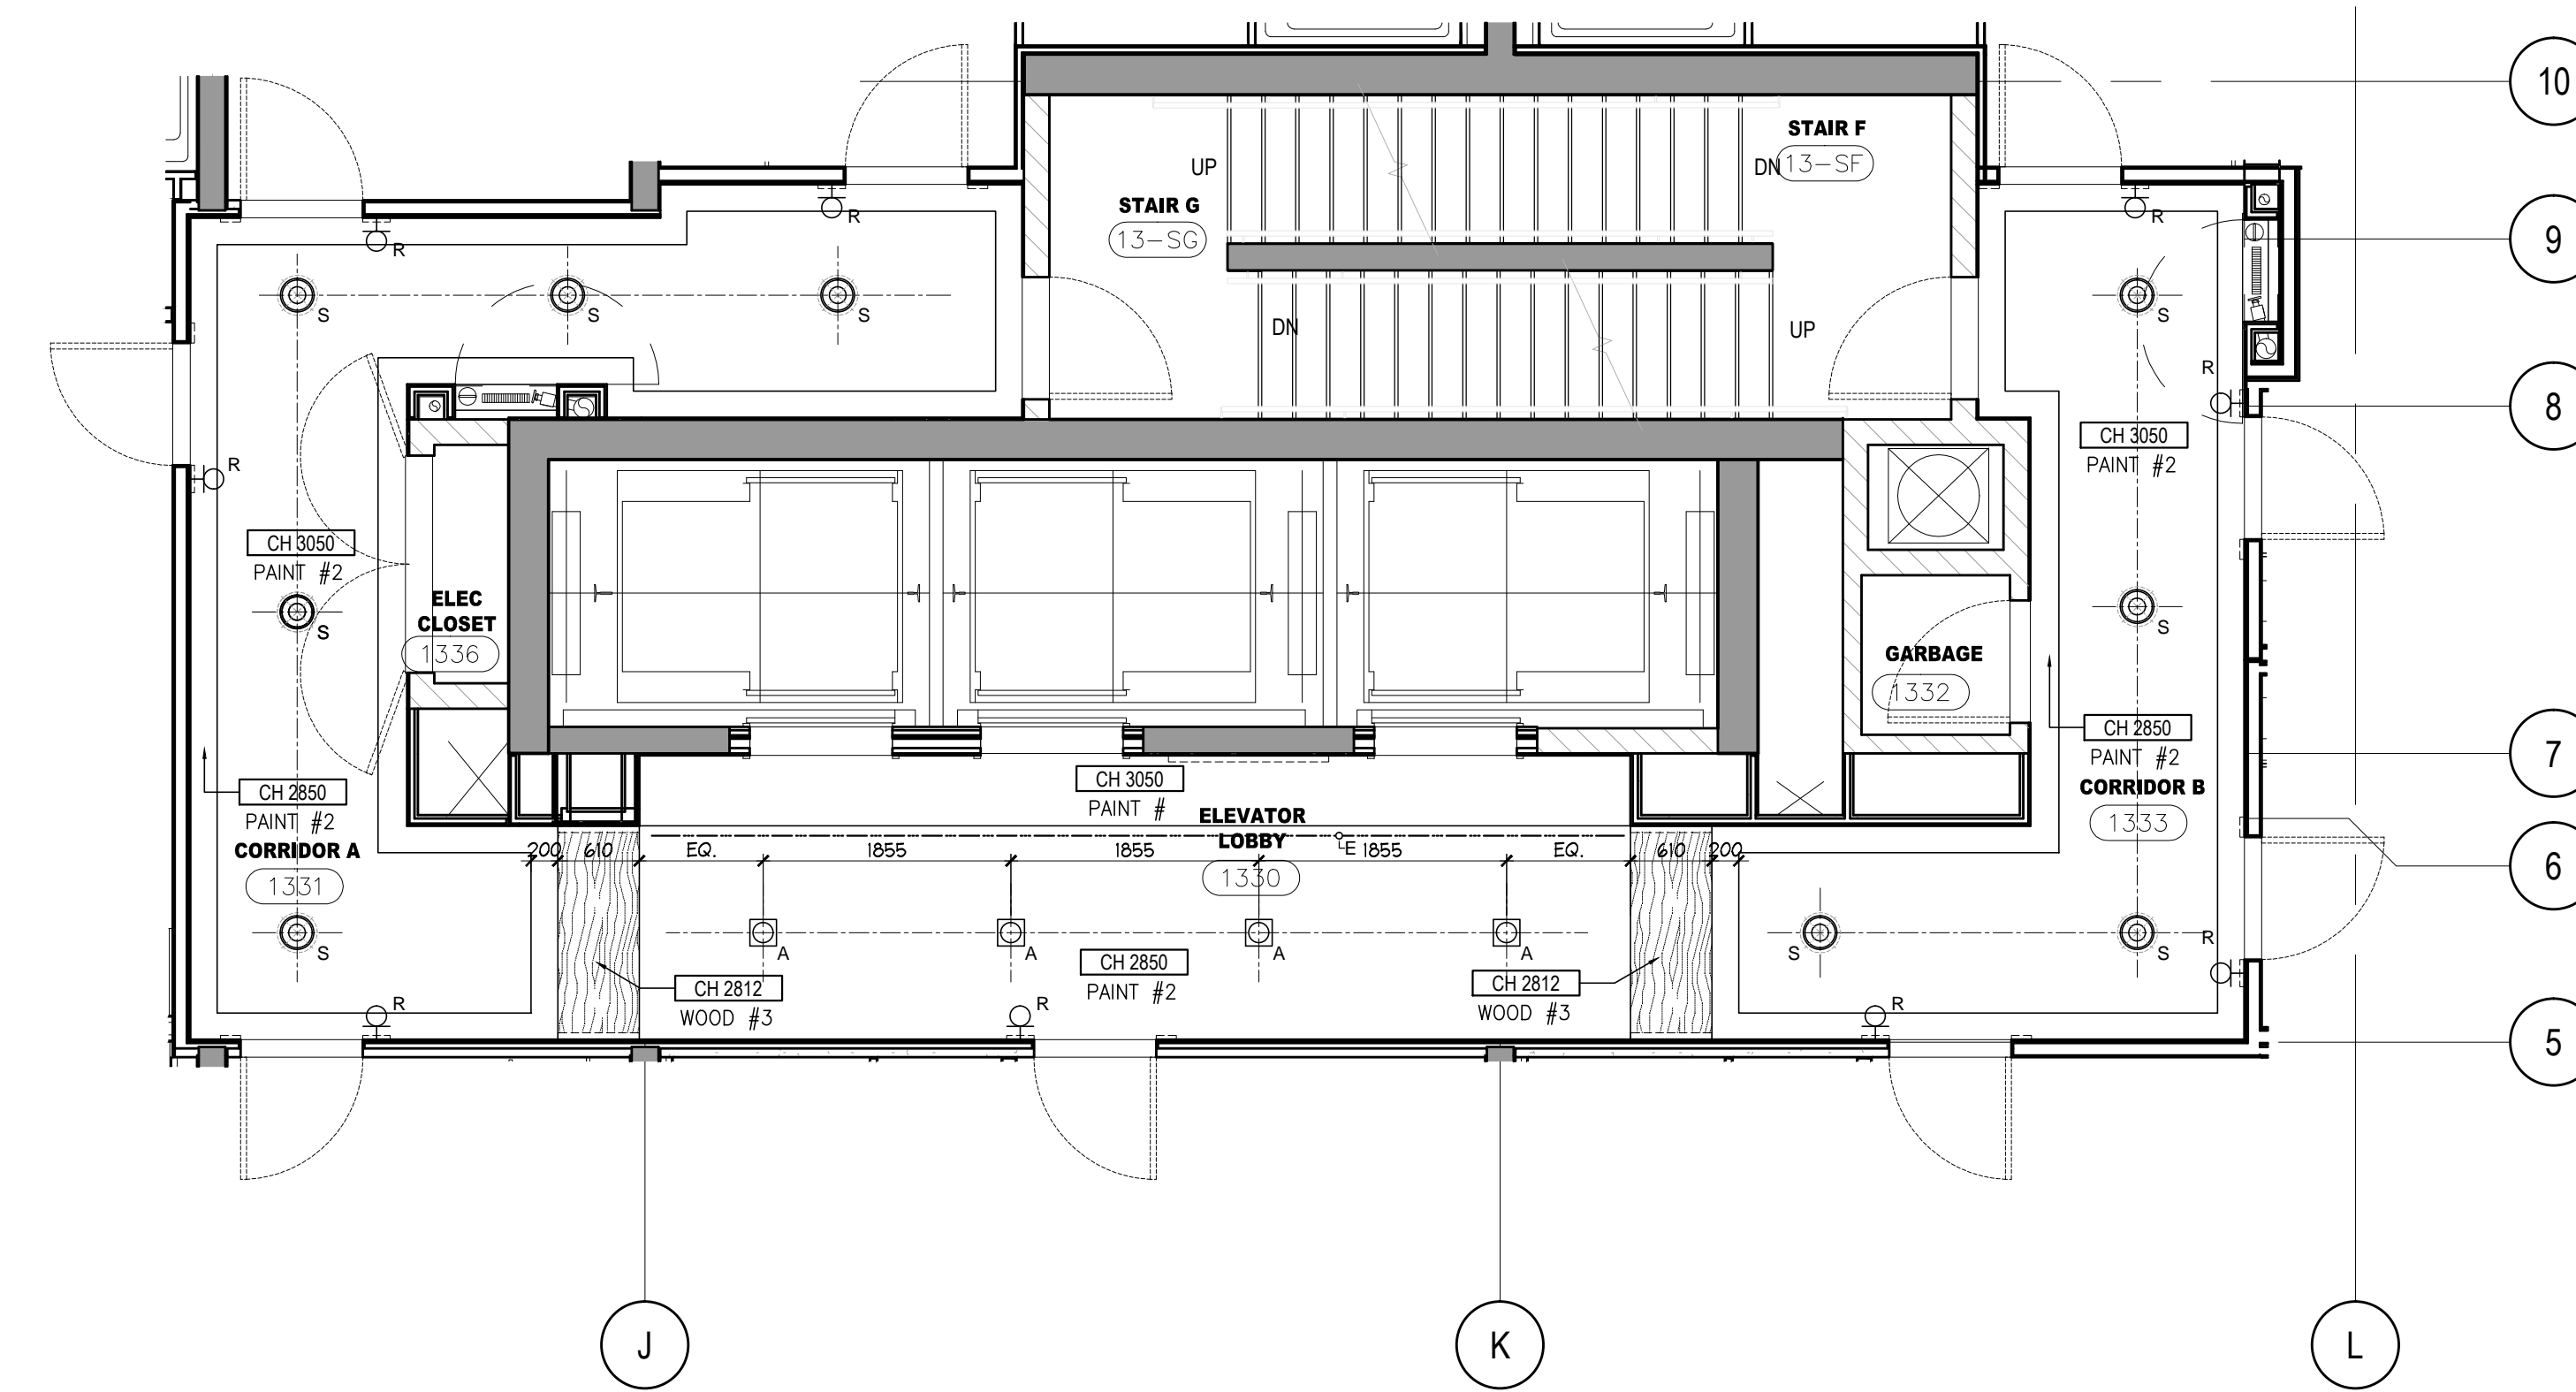 10
STAIR F
UP
DN
13-SF
STAIR G
R
R
R
R
13-SG
9
S
S
S
S
DN
UP
R
8
CH 3050
PAINT #2
R
CH 3050
PAINT #2
ELEC
CLOSET
1336
S
S
GARBAGE
1332
CH 2850
PAINT #2
CORRIDOR B
1333
7
CH 3050
PAINT #
CH 2850
PAINT #2
CORRIDOR A
1331
ELEVATOR
LOBBY
1330
200
610
EQ.
1855
1855
℄E
1855
EQ.
610
200
6
S
A
A
A
A
S
S
R
CH 2850
PAINT #2
CH 2812
WOOD #3
CH 2812
WOOD #3
R
R
R
5
J
K
L